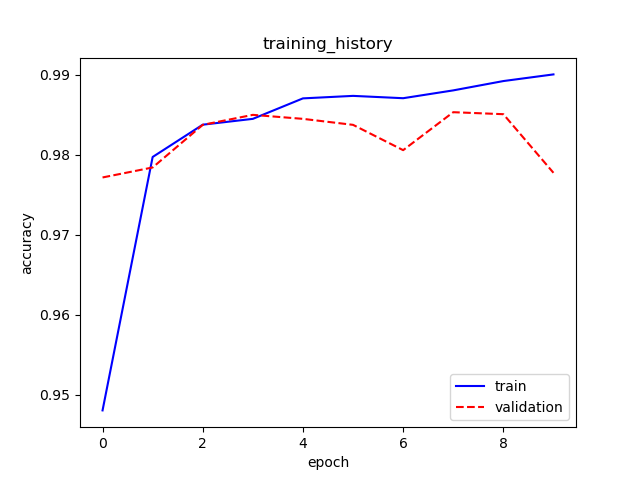 training_history
0.99
0.98
0.97
0.96
0.95
accuracy
0 2 4 6 8
epoch
train
validation